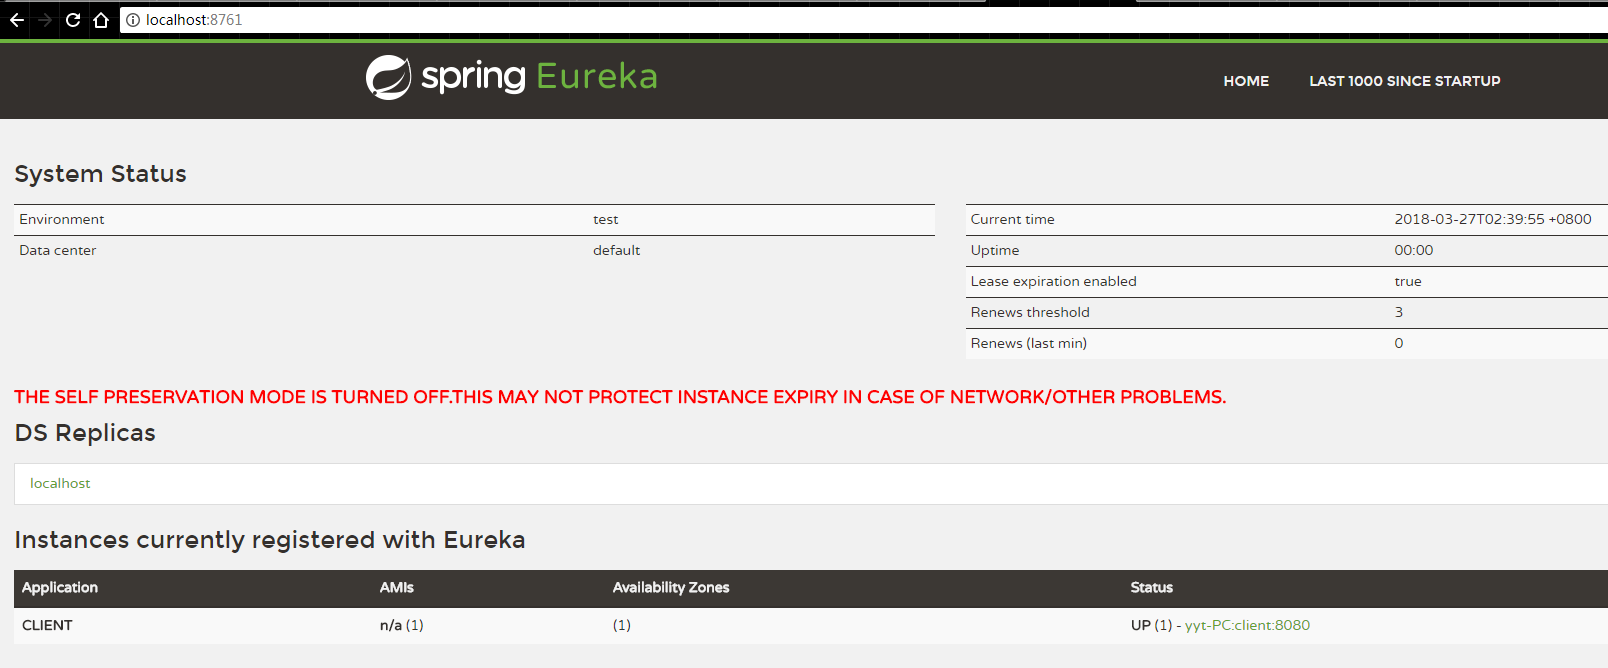 localhost:8761
spring Eureka
HOME LAST 1000 SINCE STARTUP
System Status
Environment test
Data center default
Current time 2018-03-27T02:39:55 +0800
Uptime 00:00
Lease expiration enabled true
Renews threshold 3
Renews (last min) 0
THE SELF PRESERVATION MODE IS TURNED OFF.THIS MAY NOT PROTECT INSTANCE EXPIRY IN CASE OF NETWORK/OTHER PROBLEMS.
DS Replicas
localhost
Instances currently registered with Eureka
Application AMIs Availability Zones Status
CLIENT n/a (1) (1) UP (1) - yyt-PC:client:8080